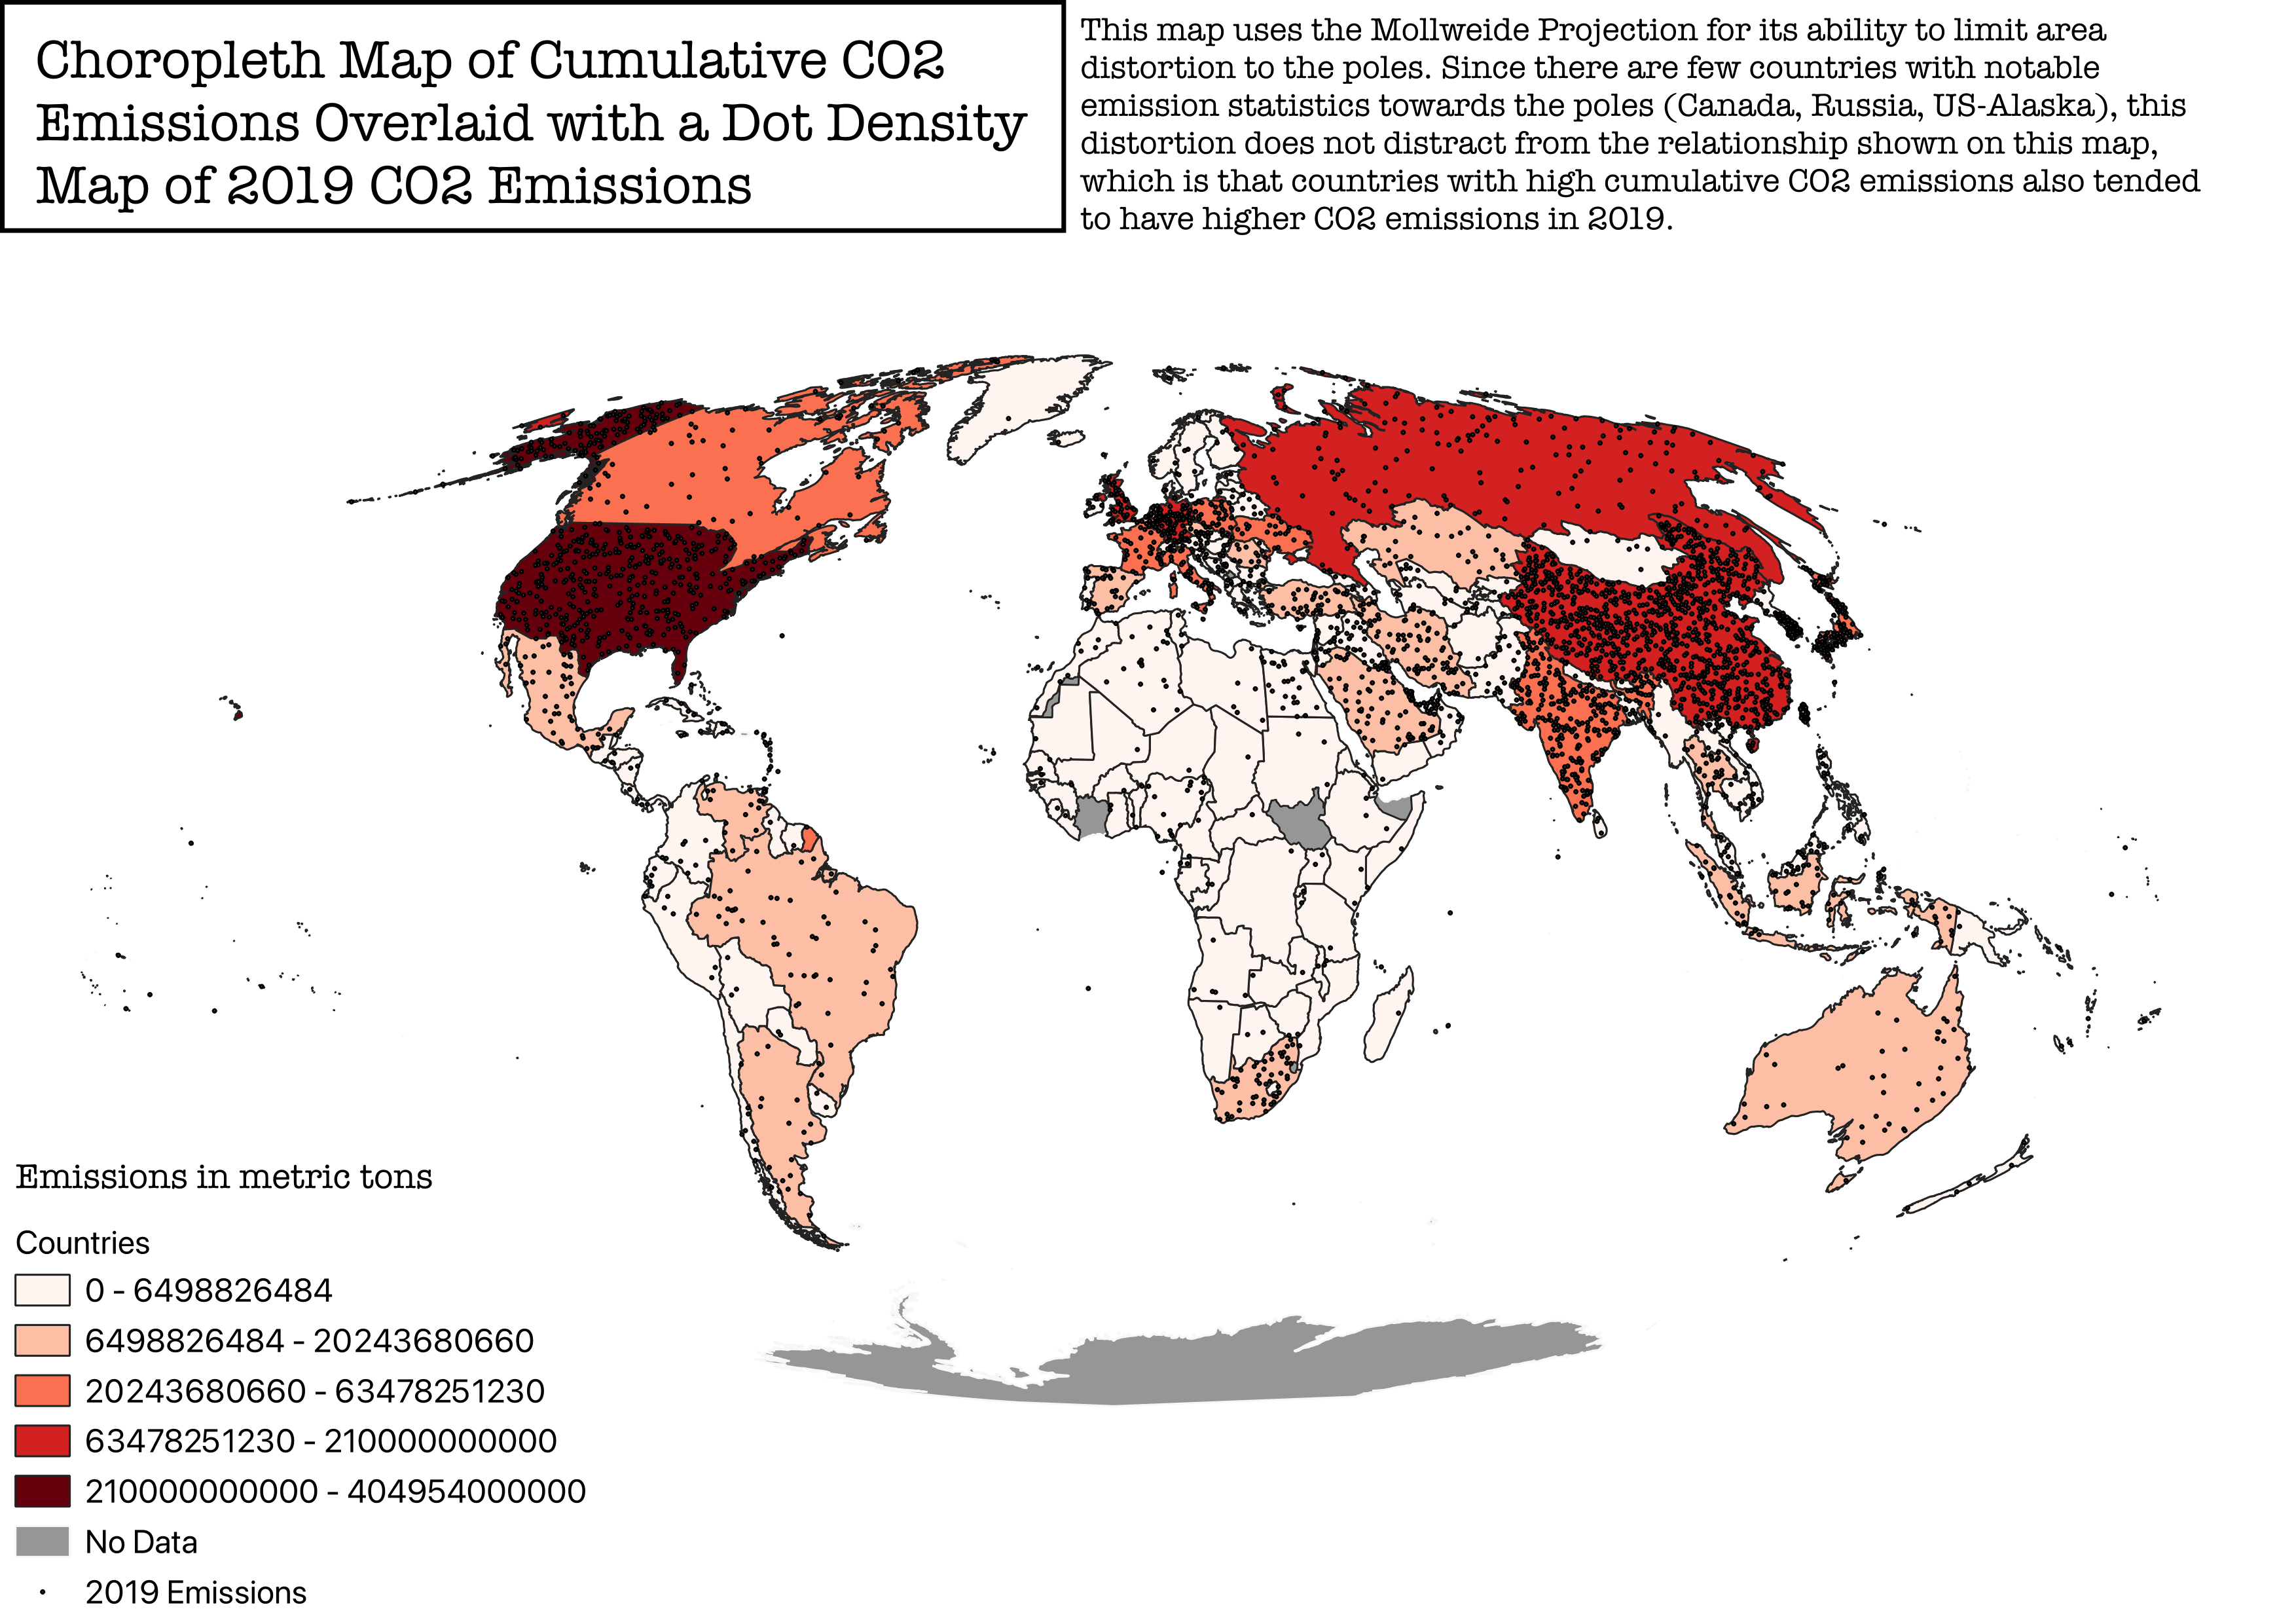 Choropleth Map of Cumulative CO2
Emissions Overlaid with a Dot Density
Map of 2019 CO2 Emissions
This map uses the Mollweide Projection for its ability to limit area
distortion to the poles. Since there are few countries with notable
emission statistics towards the poles (Canada, Russia, US-Alaska), this
distortion does not distract from the relationship shown on this map,
which is that countries with high cumulative CO2 emissions also tended
to have higher CO2 emissions in 2019.
Emissions in metric tons
Countries
0 - 6498826484
6498826484 - 20243680660
20243680660 - 63478251230
63478251230 - 210000000000
210000000000 - 404954000000
No Data
2019 Emissions